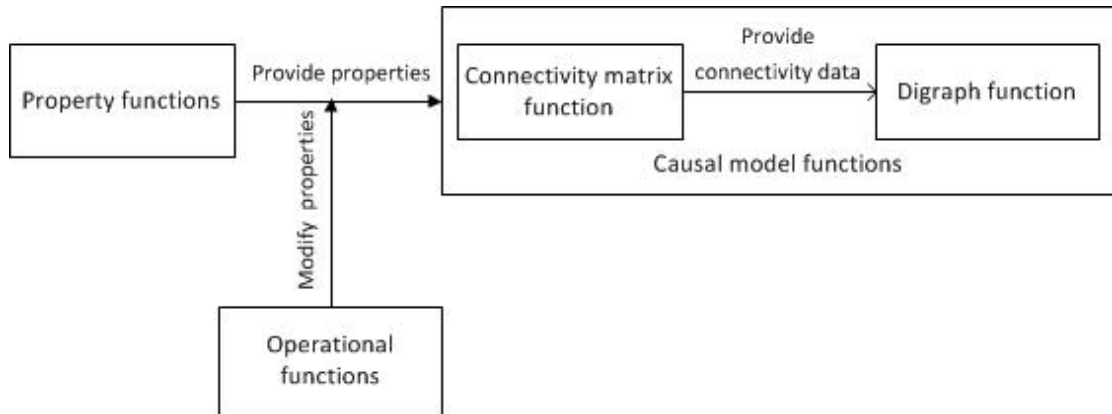 Property functions
Provide properties
Modify properties
Operational
functions
Connectivity matrix
function
Provide
connectivity data
Digraph function
Causal model functions